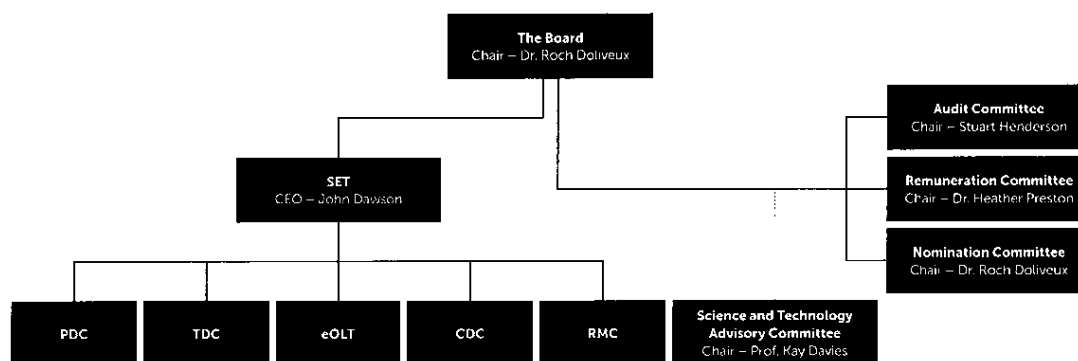 The Board
Chair – Dr. Roch Doliveux
Audit Committee
Chair – Stuart Henderson
SET
CEO – John Dawson
Remuneration Committee
Chair – Dr. Heather Preston
Nomination Committee
Chair – Dr. Roch Doliveux
PDC
TDC
eOLT
CDC
RMC
Science and Technology
Advisory Committee
Chair – Prof. Kay Davies